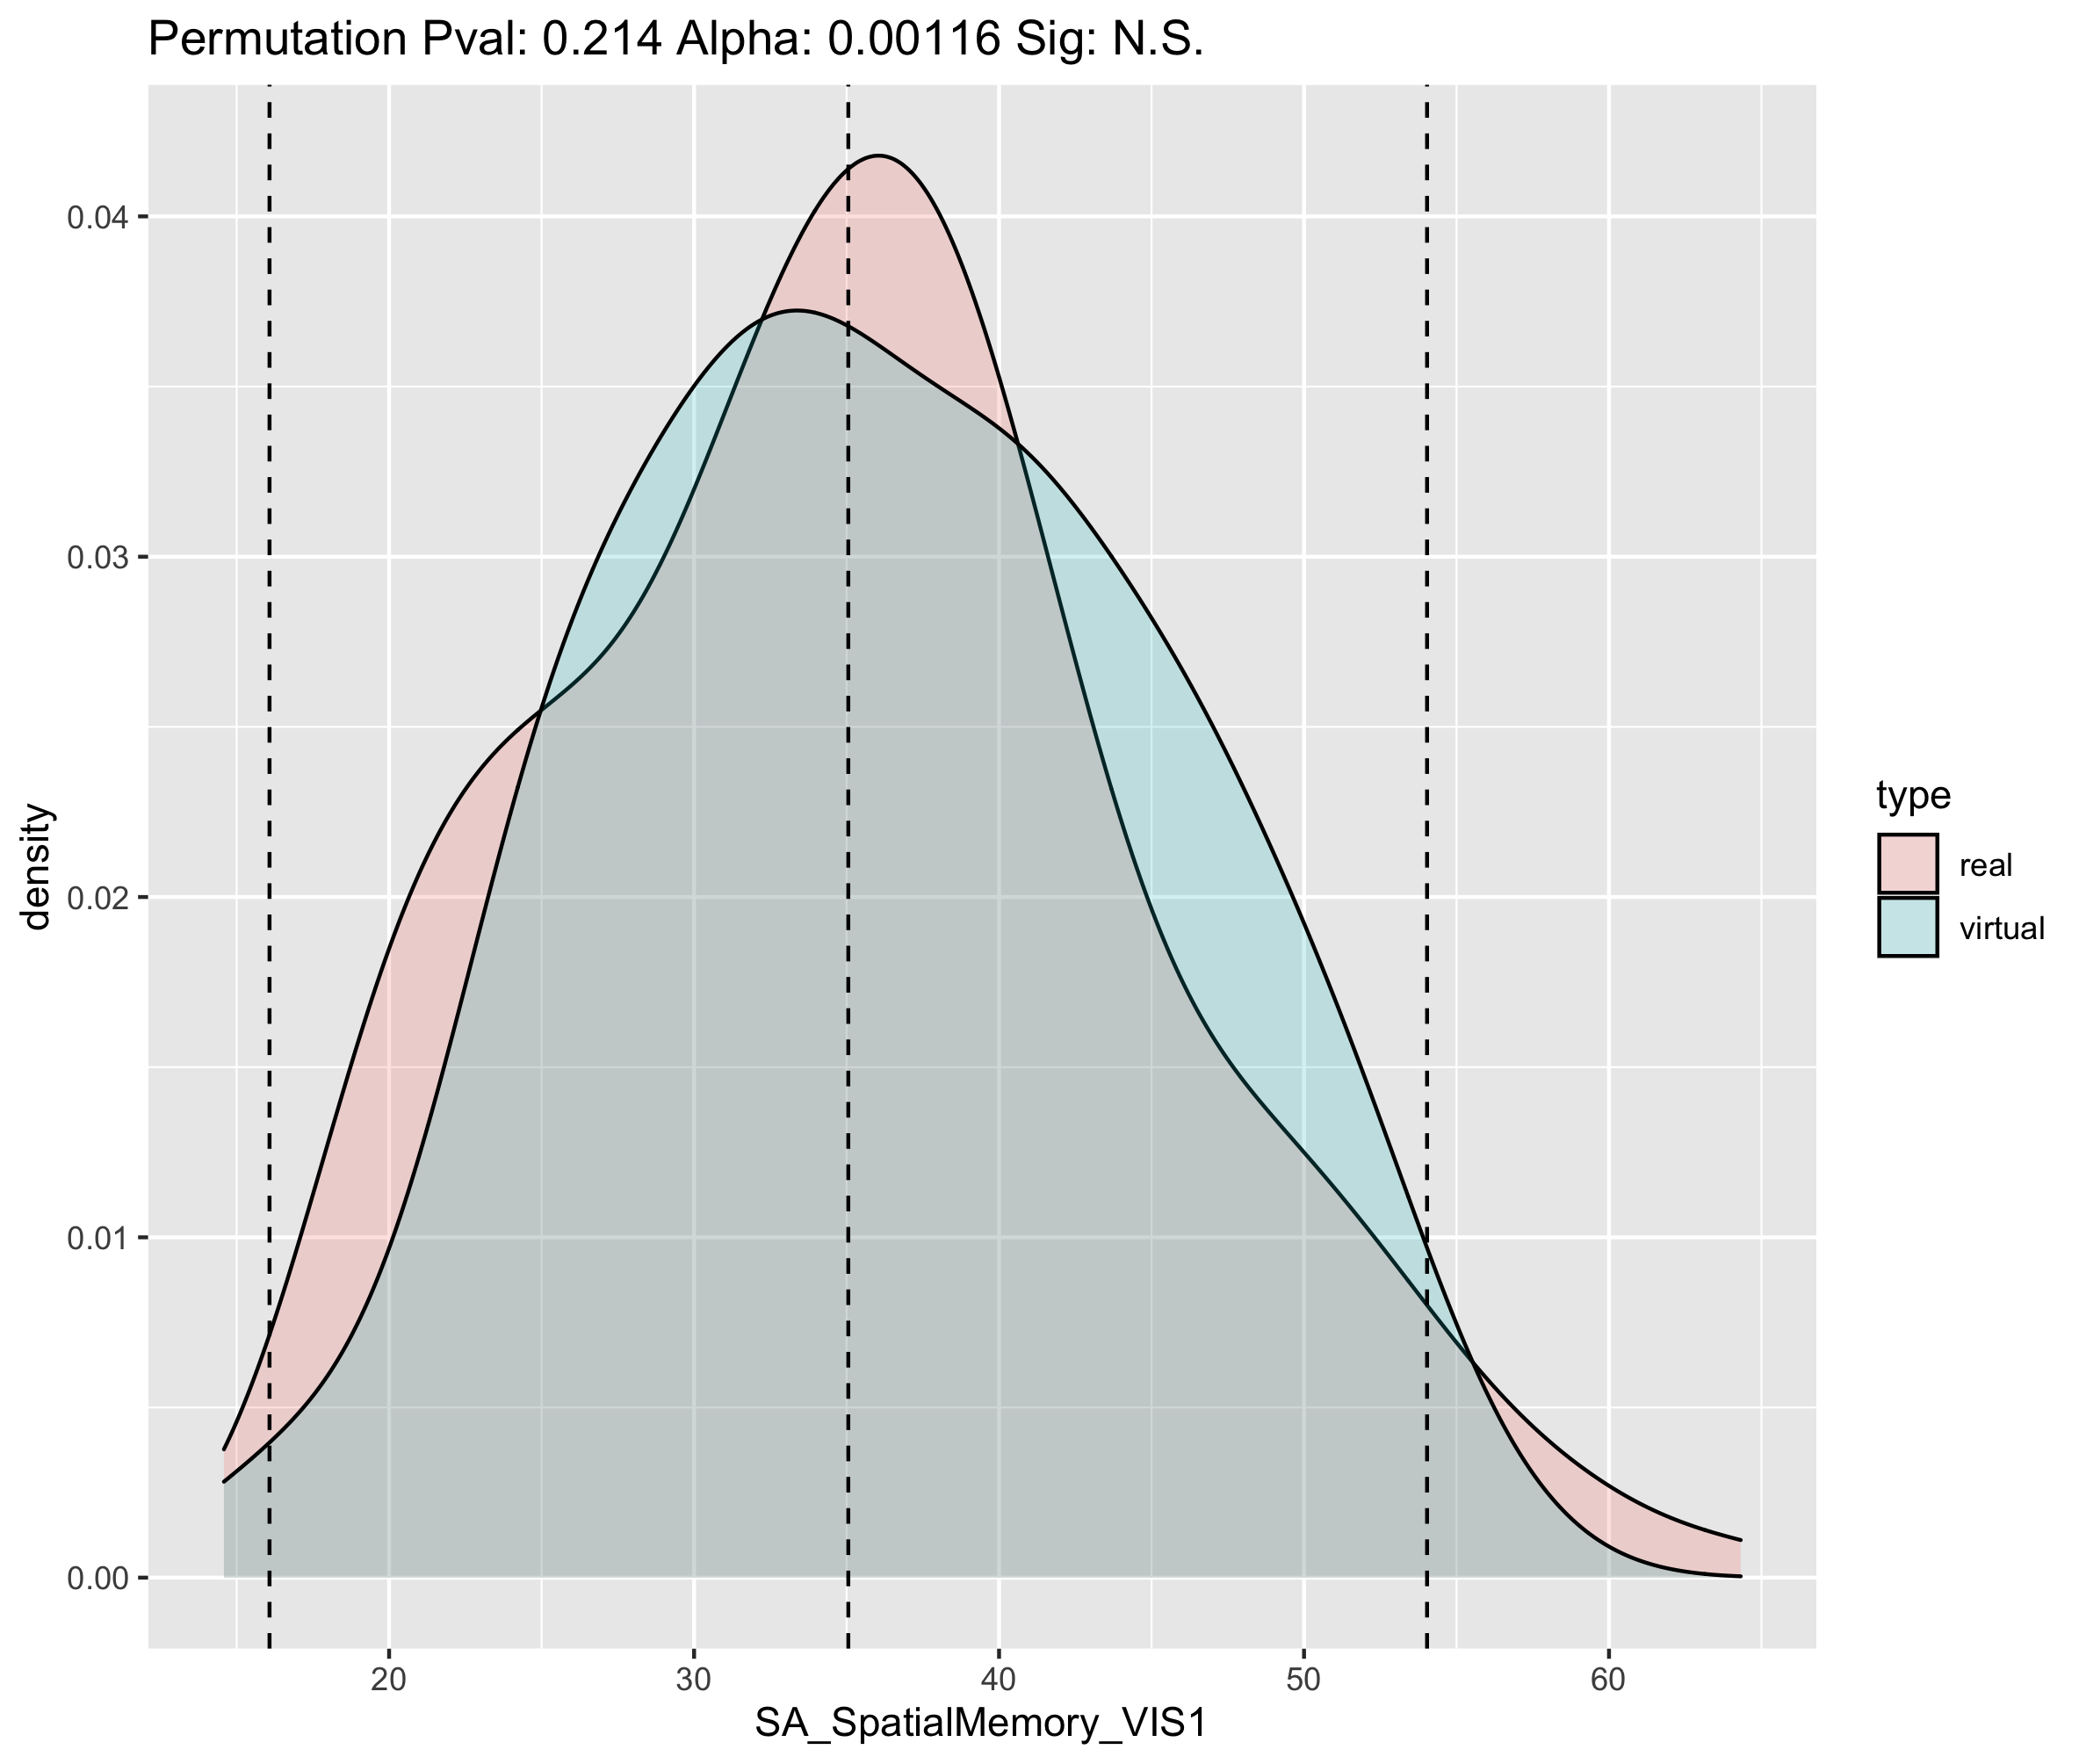 Permutation Pval: 0.214 Alpha: 0.00116 Sig: N.S.
density
0.04
0.03
0.02
0.01
0.00
20 30 40 50 60
SA_SpatialMemory_VIS1
type
real
virtual